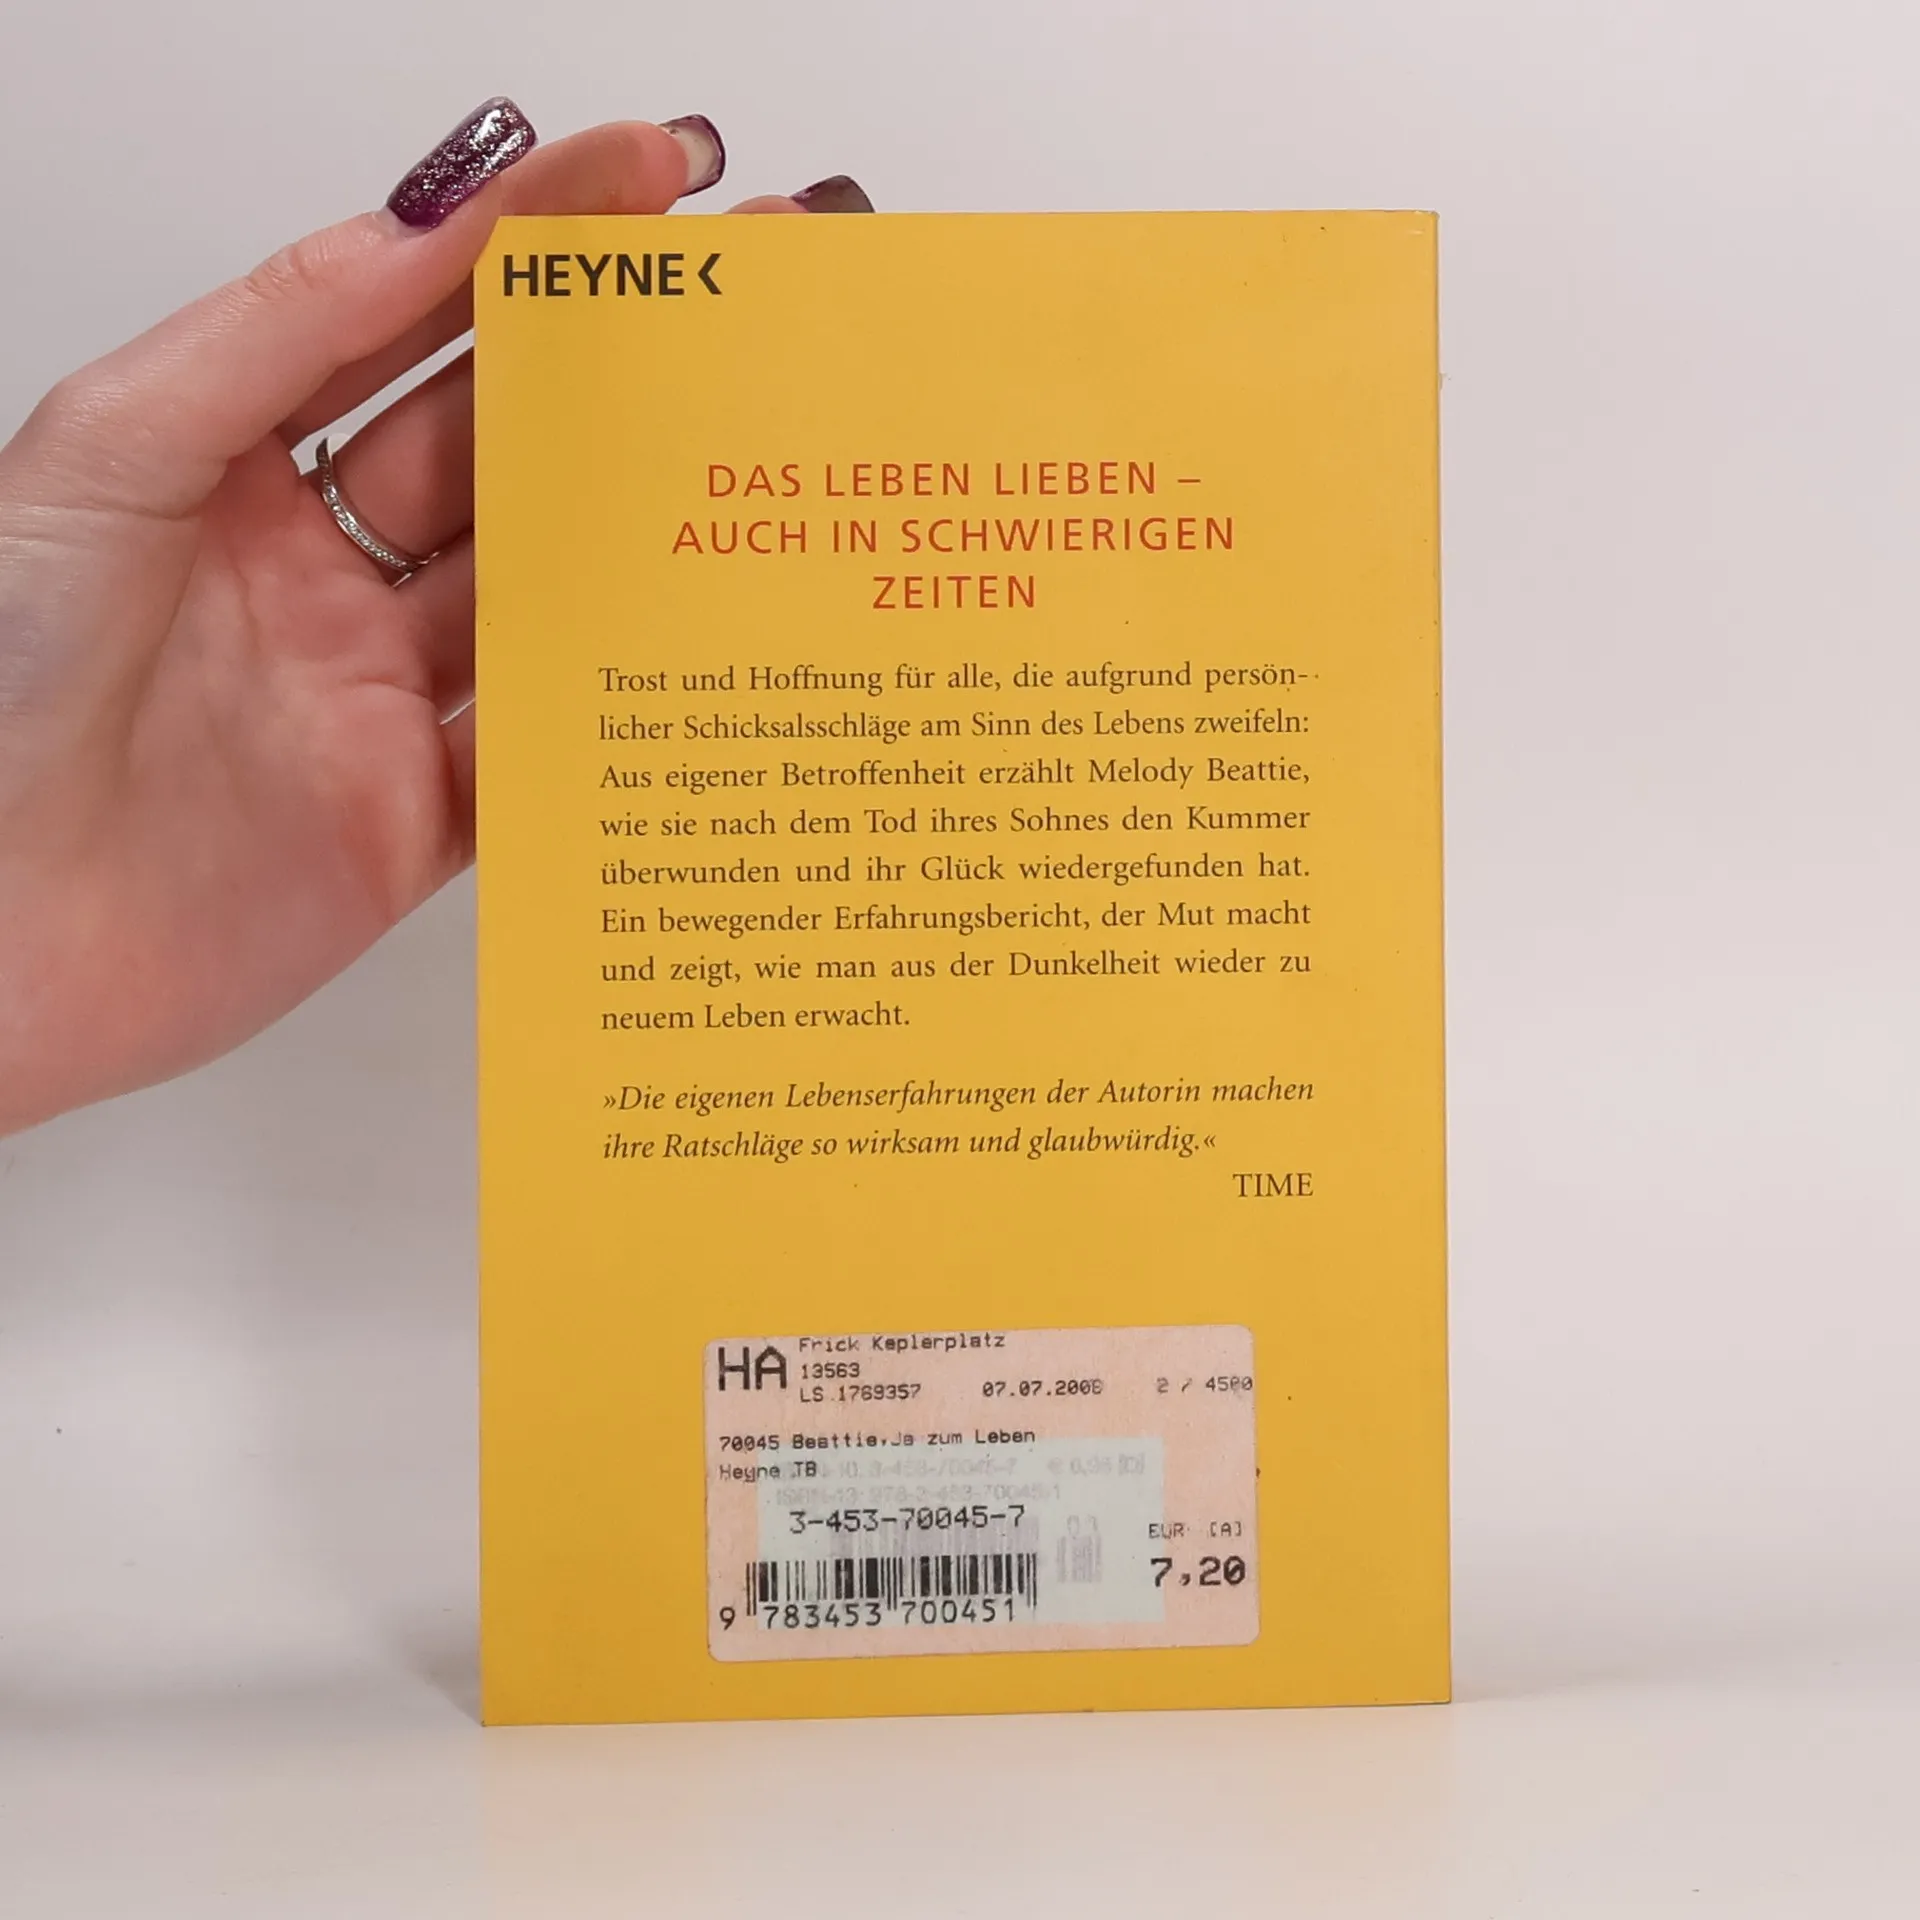 HEYNE <
DAS LEBEN LIEBEN –
AUCH IN SCHWIERIGEN
ZEITEN
Trost und Hoffnung für alle, die aufgrund persön-
licher Schicksalsschläge am Sinn des Lebens zweifeln:
Aus eigener Betroffenheit erzählt Melody Beattie,
wie sie nach dem Tod ihres Sohnes den Kummer
überwunden und ihr Glück wiedergefunden hat.
Ein bewegender Erfahrungsbericht, der Mut macht
und zeigt, wie man aus der Dunkelheit wieder zu
neuem Leben erwacht.
»Die eigenen Lebenserfahrungen der Autorin machen
ihre Ratschläge so wirksam und glaubwürdig.«
TIME
HA Frick Keplerplatz
13563
LS 1769357 07.07.2008 2 / 4500
70045 Beattie,Ja zum Leben
Heyne TB
3-453-70045-7
EUR [A]
7,20
9 783453 700451